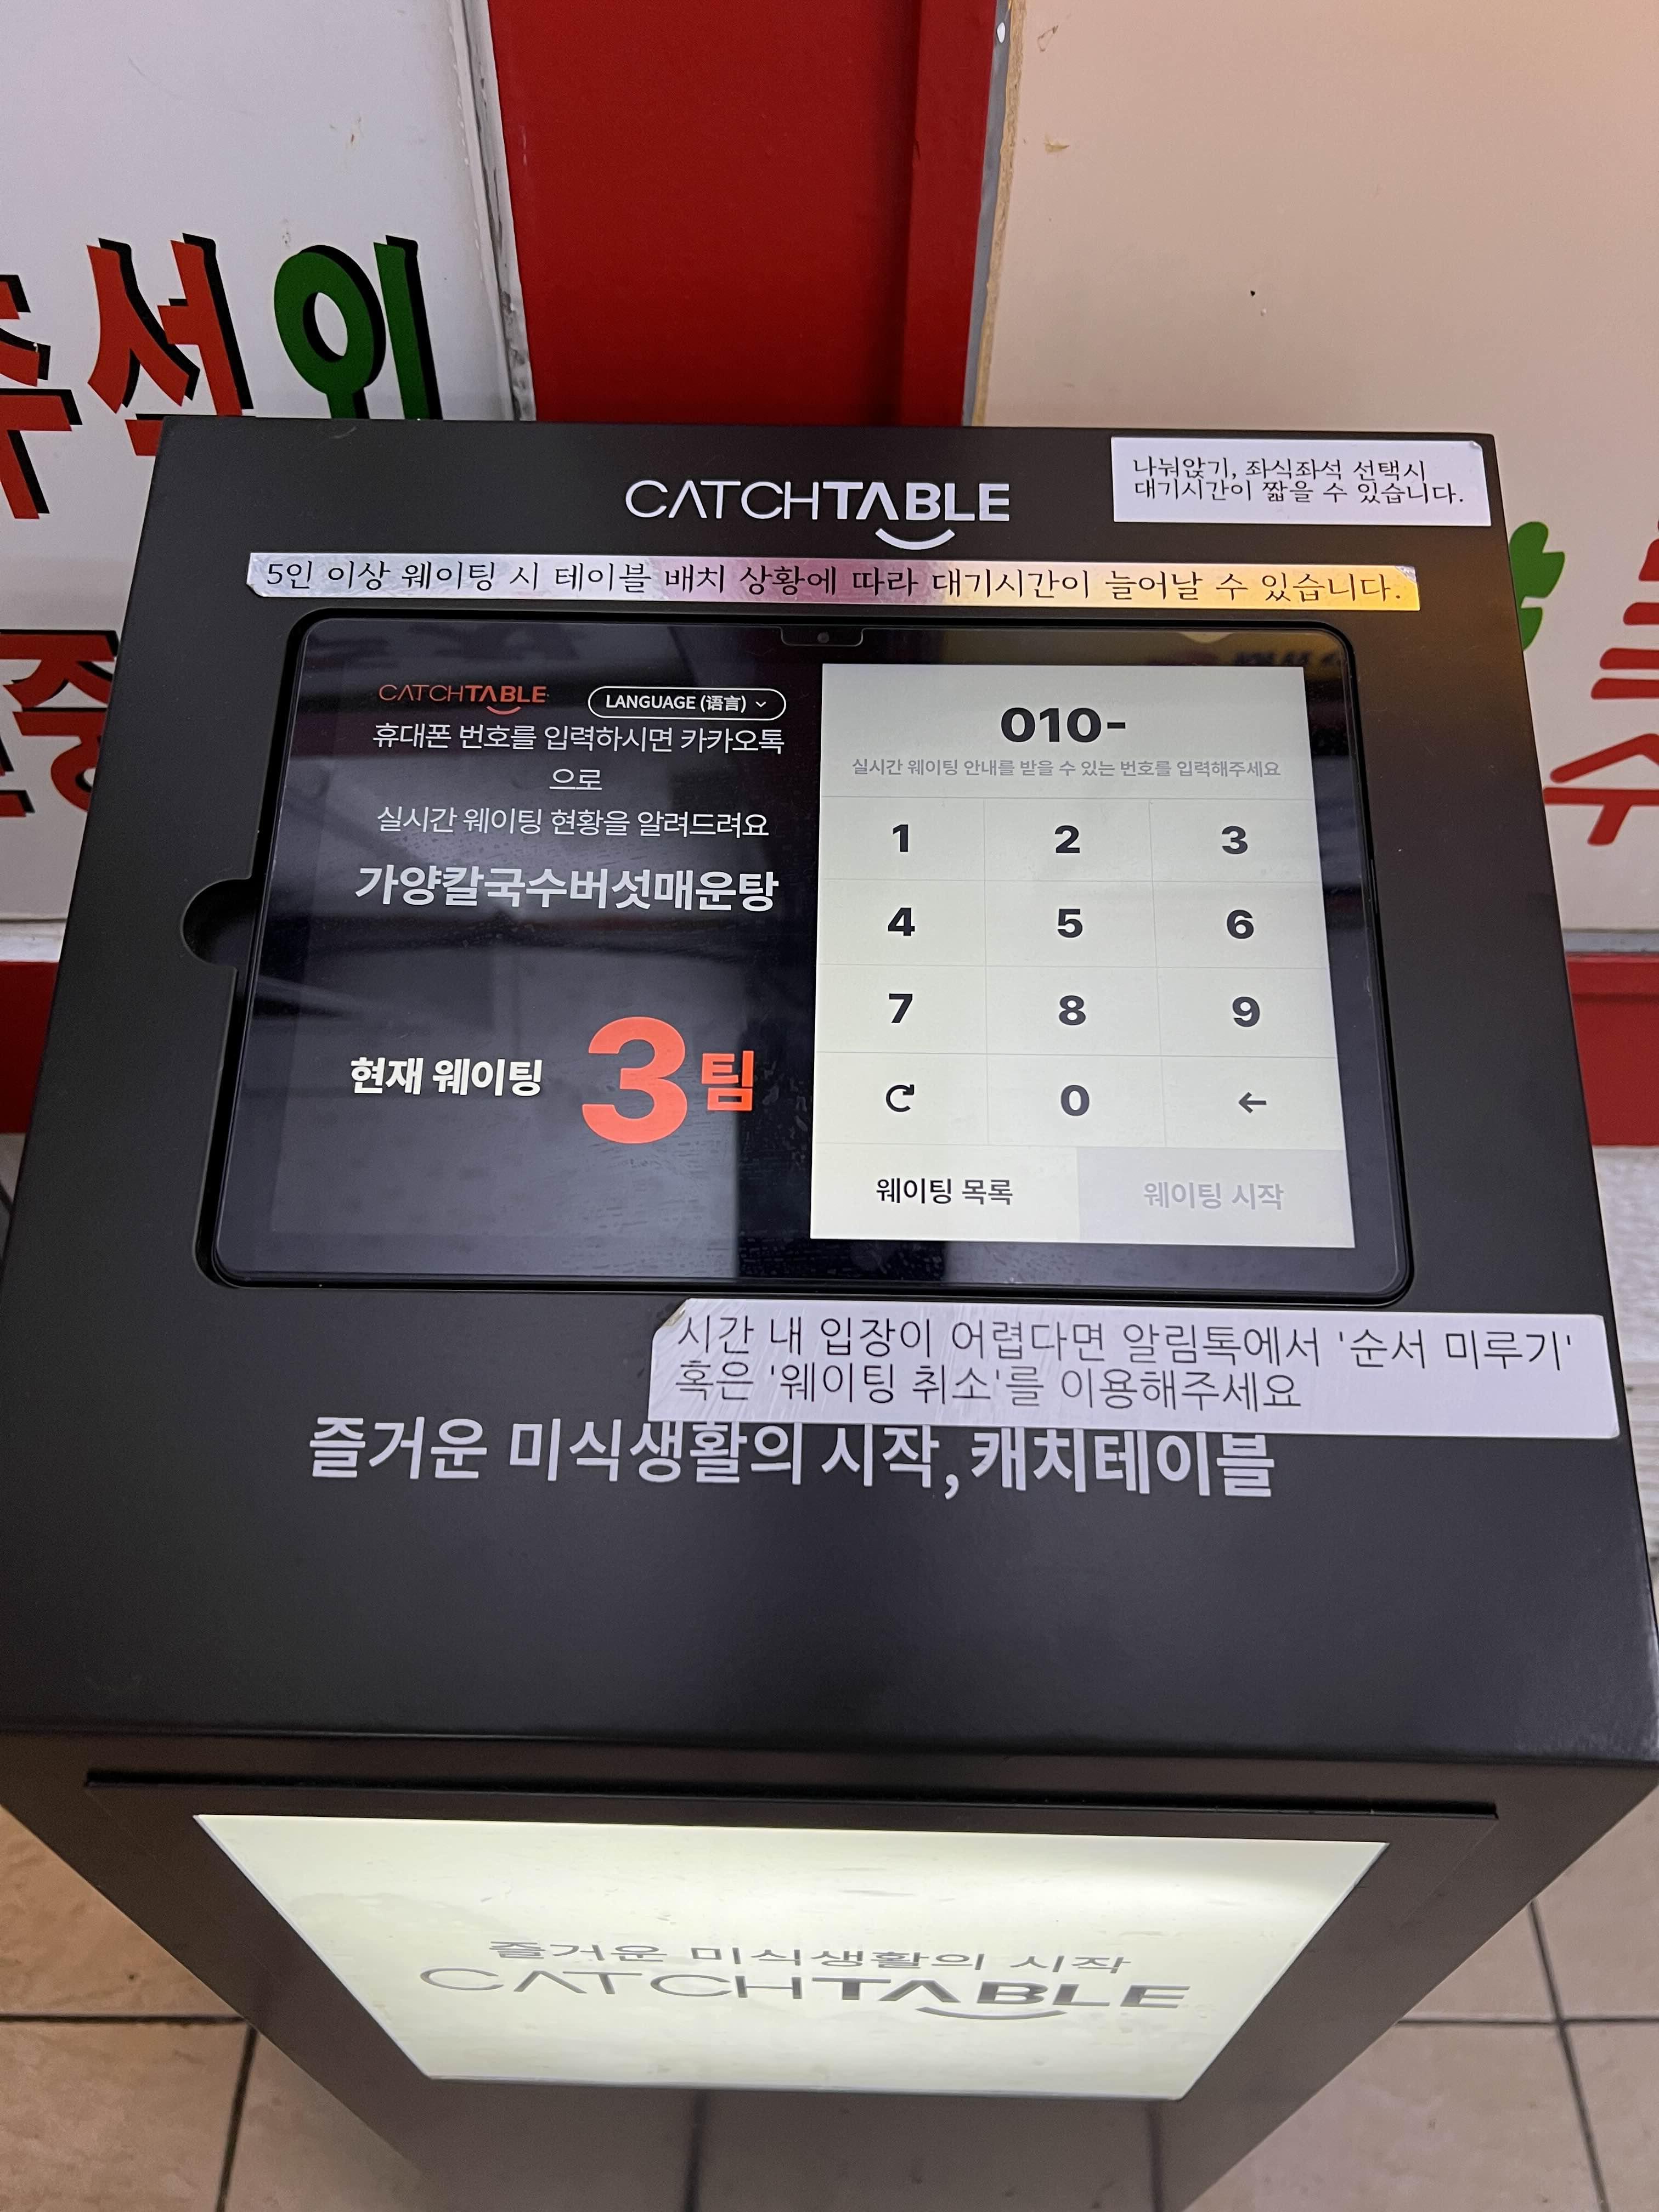 석외
CATCHTABLE
나눠앉기, 좌식좌석 선택시
대기시간이 짧을 수 있습니다.
5인 이상 웨이팅 시 테이블 배치 상황에 따라 대기시간이 늘어날 수 있습니다.
CATCHTABLE
LANGUAGE (语言)
휴대폰 번호를 입력하시면 카카오톡
으로
실시간 웨이팅 현황을 알려드려요
가양칼국수버섯매운탕
현재 웨이팅 3팀
010-
실시간 웨이팅 안내를 받을 수 있는 번호를 입력해주세요
1 2 3
4 5 6
7 8 9
0
웨이팅 목록 웨이팅 시작
시간 내 입장이 어렵다면 알림톡에서 '순서 미루기'
혹은 '웨이팅 취소'를 이용해주세요
즐거운 미식생활의 시작, 캐치테이블
즐거운 미식생활의 시작
CATCHTABLE